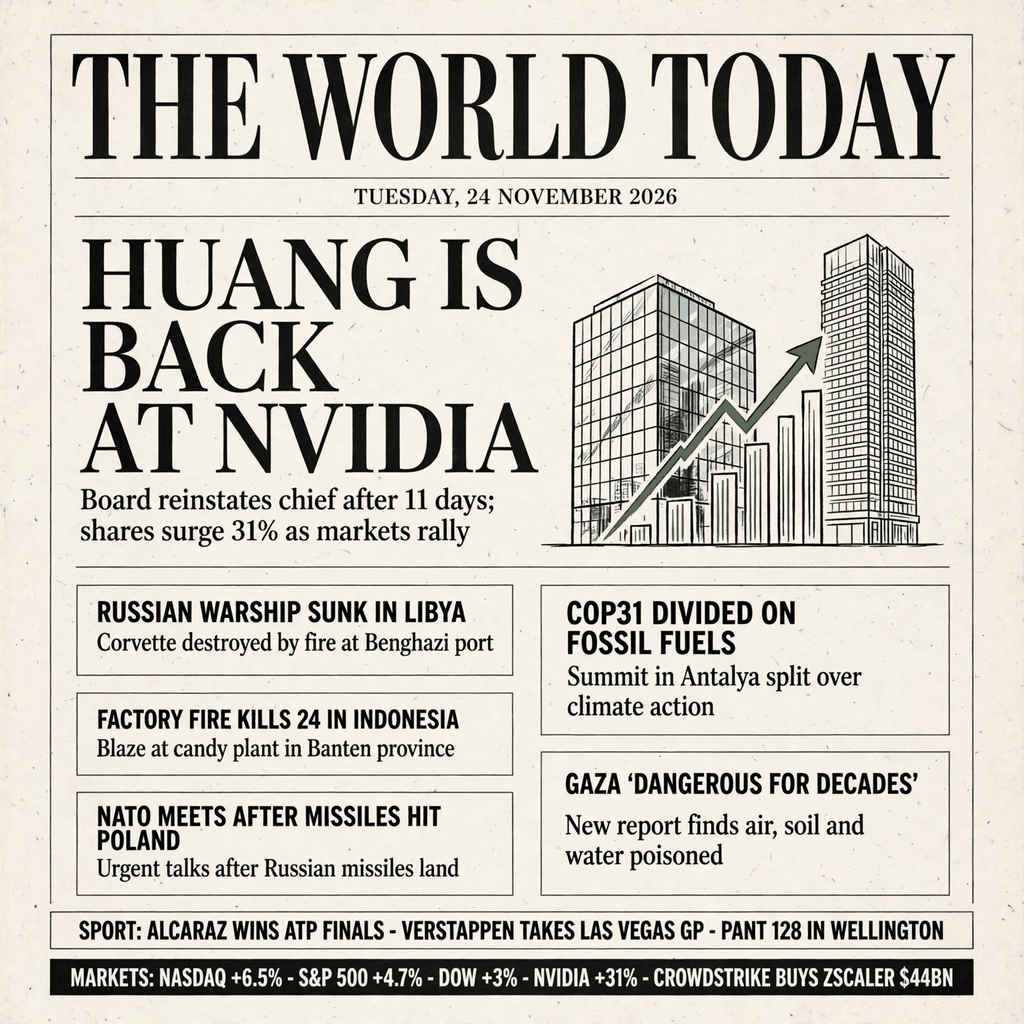 THE WORLD TODAY
TUESDAY, 24 NOVEMBER 2026
HUANG IS
BACK
AT NVIDIA
Board reinstates chief after 11 days;
shares surge 31% as markets rally
RUSSIAN WARSHIP SUNK IN LIBYA
Corvette destroyed by fire at Benghazi port
FACTORY FIRE KILLS 24 IN INDONESIA
Blaze at candy plant in Banten province
NATO MEETS AFTER MISSILES HIT
POLAND
Urgent talks after Russian missiles land
COP31 DIVIDED ON
FOSSIL FUELS
Summit in Antalya split over
climate action
GAZA ‘DANGEROUS FOR DECADES’
New report finds air, soil and
water poisoned
SPORT: ALCARAZ WINS ATP FINALS - VERSTAPPEN TAKES LAS VEGAS GP - PANT 128 IN WELLINGTON
MARKETS: NASDAQ +6.5% - S&P 500 +4.7% - DOW +3% - NVIDIA +31% - CROWDSTRIKE BUYS ZSCALER $44BN